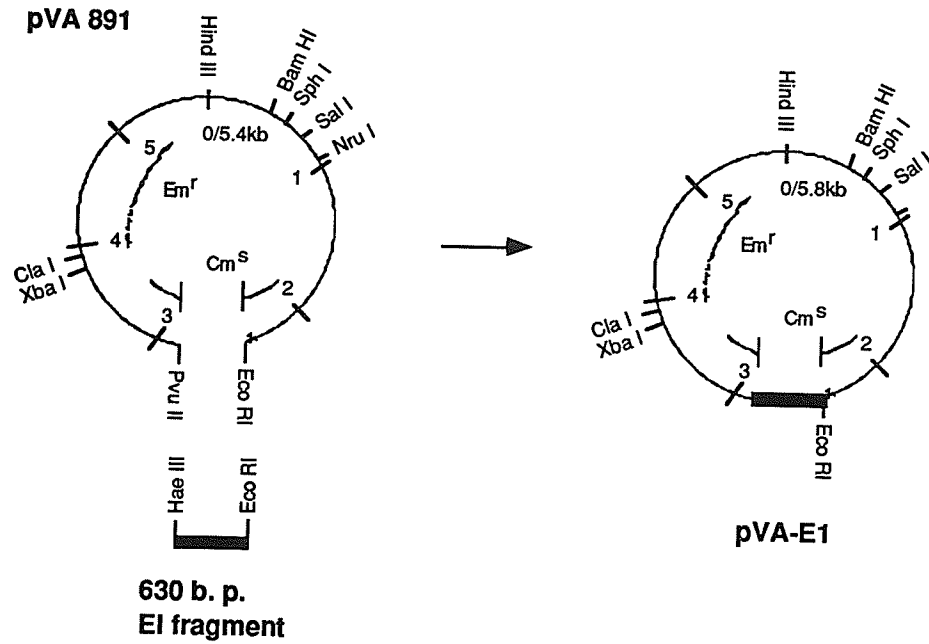 pVA 891
Hind III
Bam HI
Sph I
Sal I
Nru I
0/5.4kb
5
1
Em^r
4
Cla I
Xba I
Cm^s
3
2
Pvu II
Eco RI
Hae III
Eco RI
630 b. p.
EI fragment
Hind III
Bam HI
Sph I
Sal I
0/5.8kb
5
1
Em^r
4
Cla I
Xba I
Cm^s
3
2
Eco RI
pVA-E1